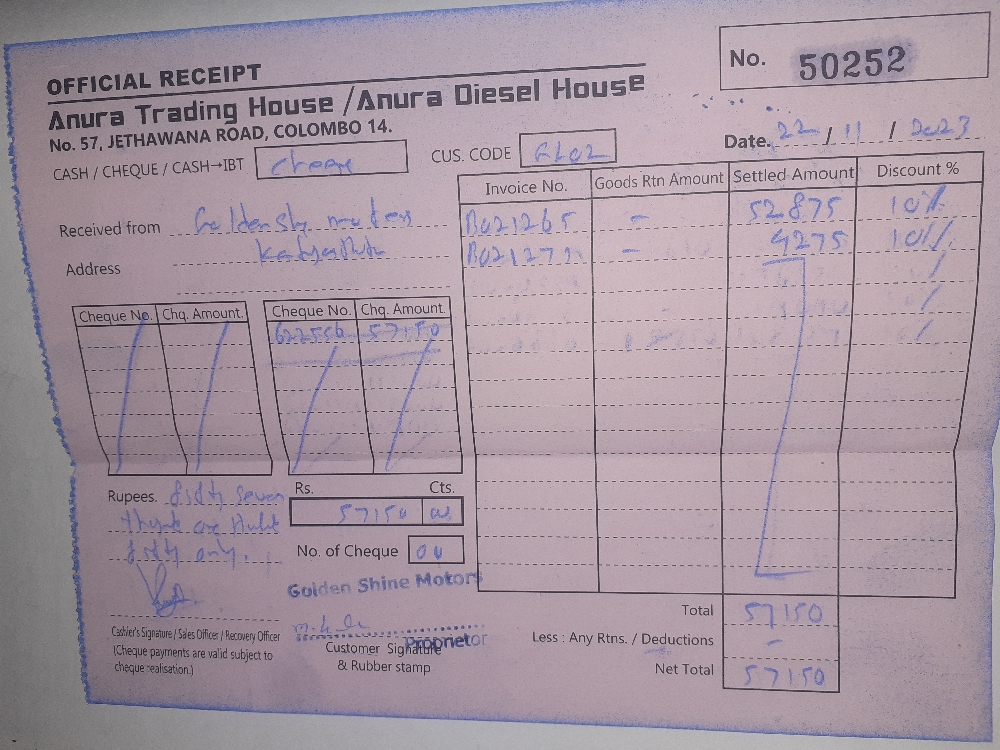 OFFICIAL RECEIPT
Anura Trading House /Anura Diesel House
No. 57, JETHAWANA ROAD, COLOMBO 14.
No. 50252
Date. 22 / 11 / 2023
CASH / CHEQUE / CASH→IBT
CUS. CODE
Received from
Address
Invoice No. Goods Rtn Amount Settled Amount Discount %
B021265 - 52875 10%
- 4275 10%
Cheque No. Chq. Amount. Cheque No. Chq. Amount.
622556 57150
Rupees. seven
only.
Rs. Cts.
57150
No. of Cheque
Golden Shine Motors
Proprietor
Cashier's Signature / Sales Officer / Recovery Officer
(Cheque payments are valid subject to
cheque realisation.)
Customer Signature
& Rubber stamp
Total 57150
Less : Any Rtns. / Deductions -
Net Total 57150